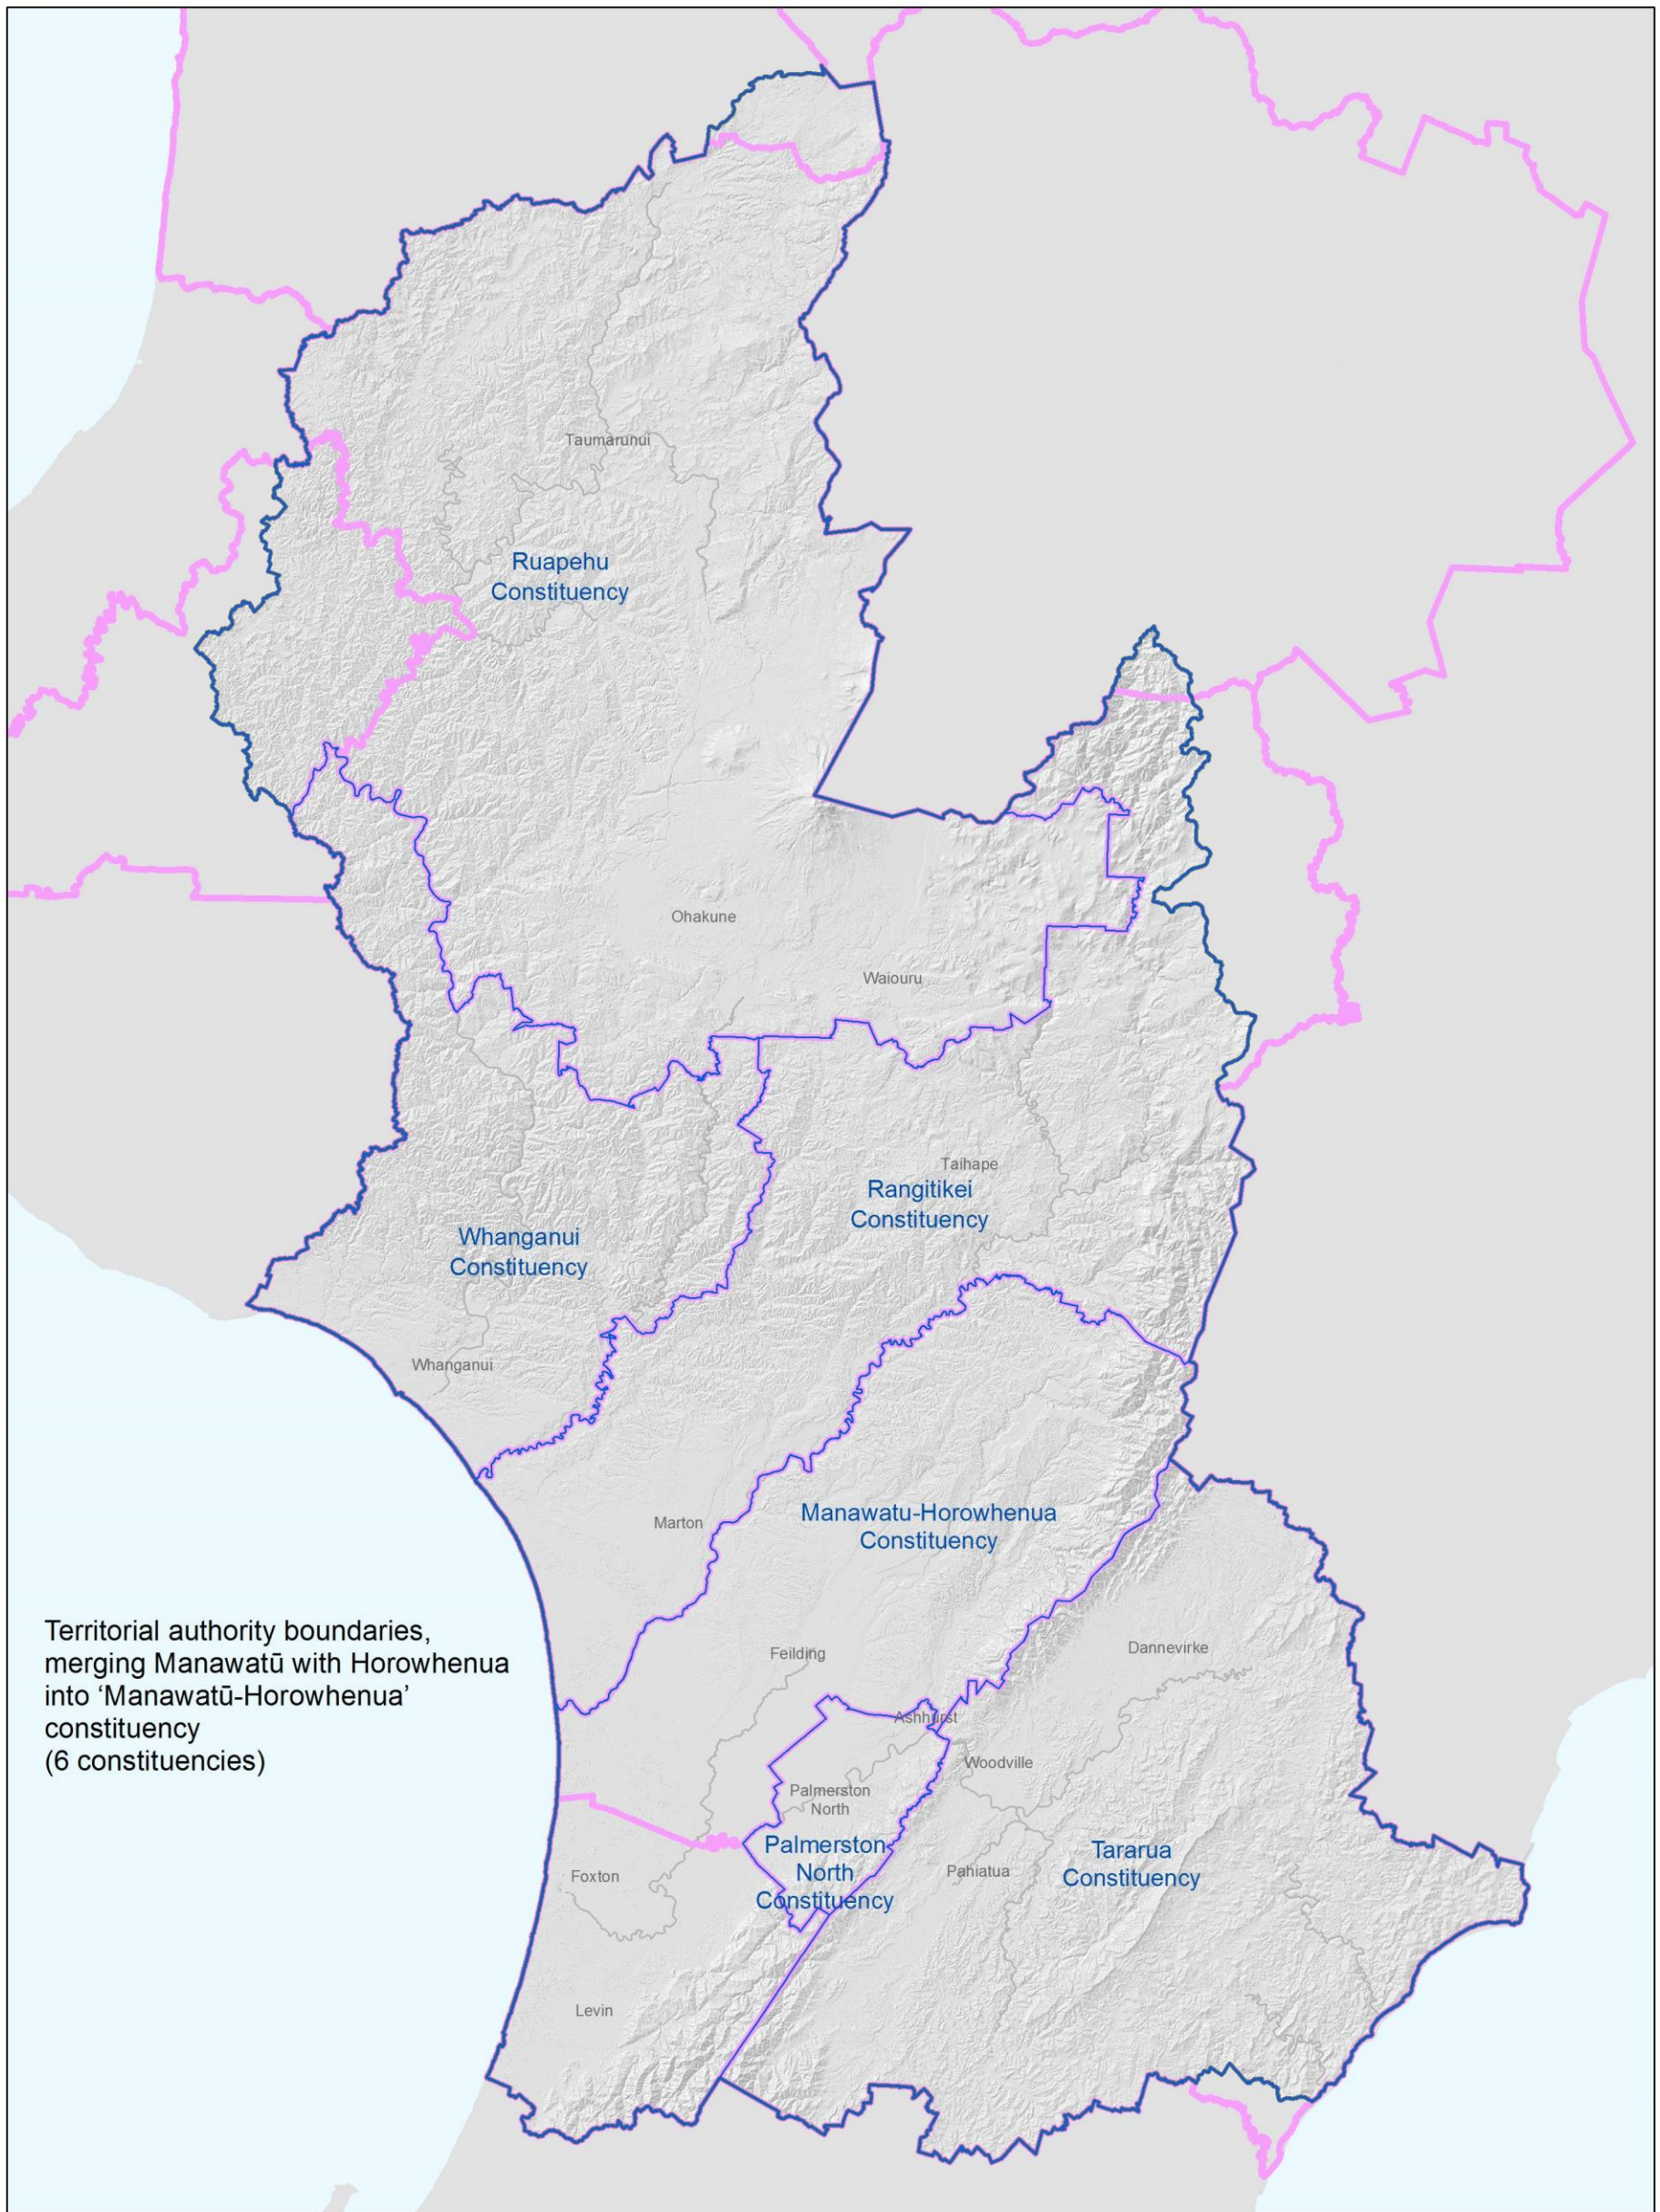 Taumarunui
Ruapehu
Constituency
Ohakune
Waiouru
Taihape
Rangitikei
Constituency
Whanganui
Constituency
Whanganui
Manawatu-Horowhenua
Constituency
Marton
Territorial authority boundaries,
merging Manawatū with Horowhenua
into ‘Manawatū-Horowhenua’
constituency
(6 constituencies)
Feilding
Dannevirke
Ashhurst
Woodville
Palmerston
North
Palmerston
North
Constituency
Tararua
Constituency
Pahiatua
Foxton
Levin